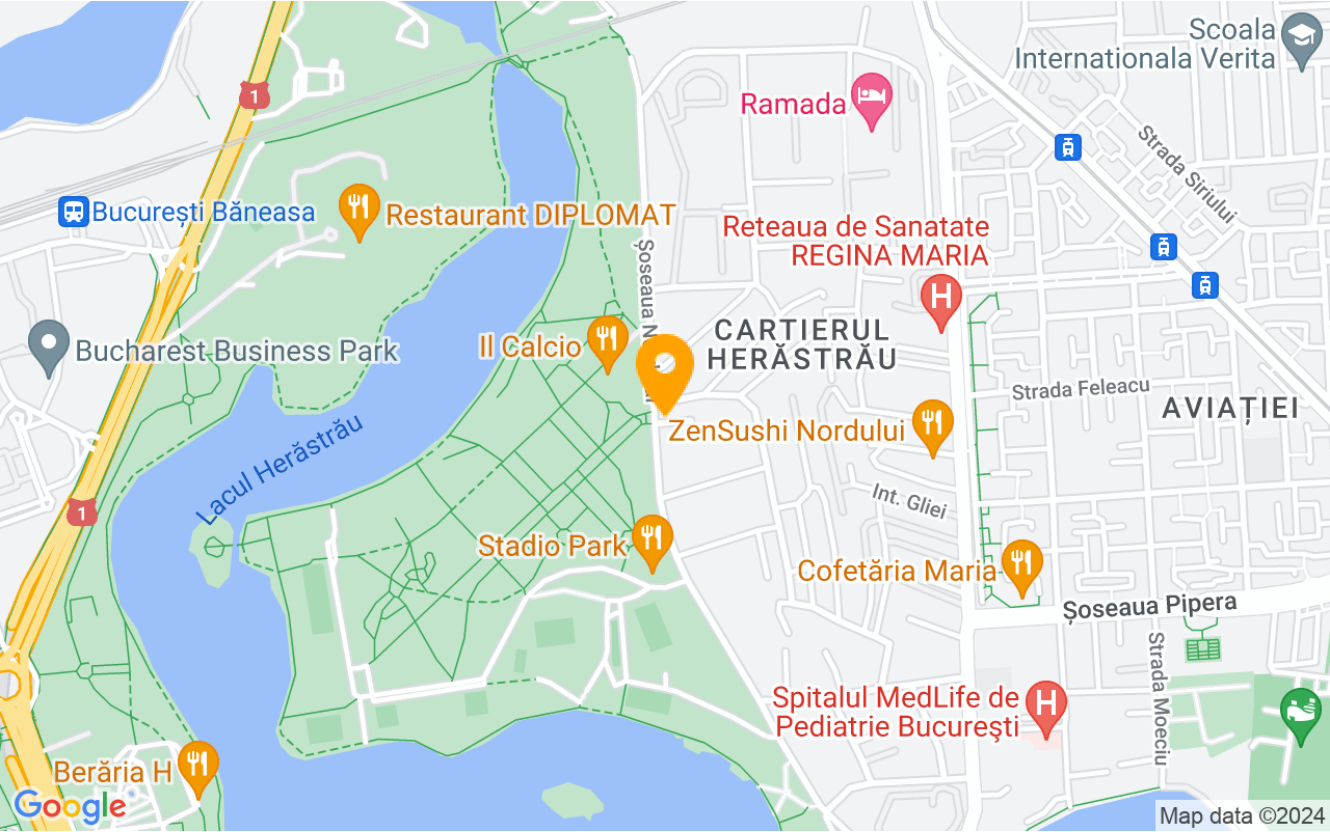 Scoala
Internationala Verita
1
Ramada
Strada Siriului
București Băneasa
Restaurant DIPLOMAT
Reteaua de Sanatate
REGINA MARIA
H
Șoseaua N
CARTIERUL
HERĂSTRĂU
Il Calcio
Bucharest Business Park
Strada Feleacu
AVIAȚIEI
ZenSushi Nordului
Lacul Herăstrău
Int. Gliei
1
Stadio Park
Cofetăria Maria
Șoseaua Pipera
Strada Moeciu
Spitalul MedLife de
Pediatrie Bucureşti
H
Berăria H
Google
Map data ©2024